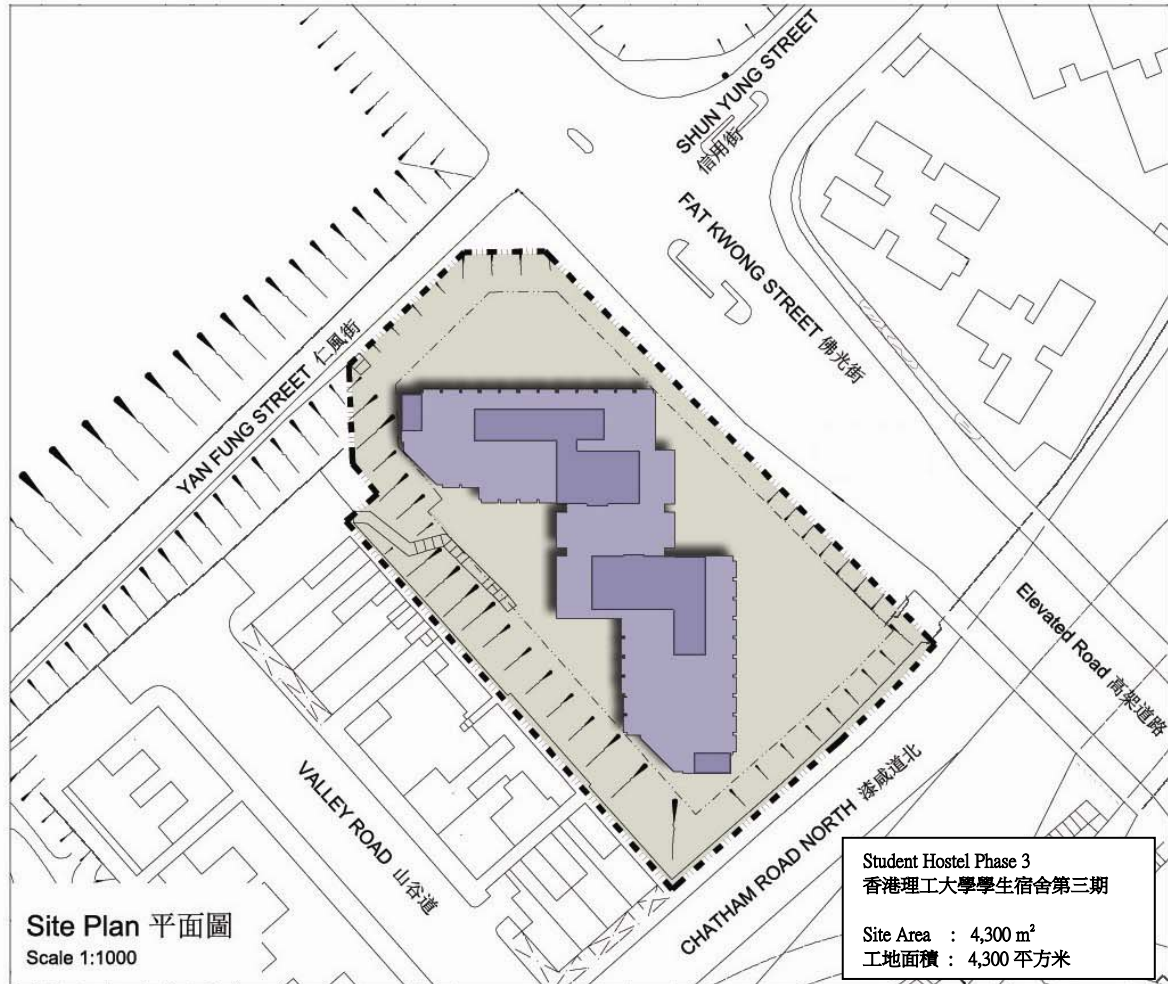 SHUN YUNG STREET
信用街
FAT KWONG STREET 佛光街
YAN FUNG STREET 仁風街
Elevated Road 高架道路
VALLEY ROAD 山谷道
CHATHAM ROAD NORTH 漆咸道北
Site Plan 平面圖
Scale 1:1000
Student Hostel Phase 3
香港理工大學學生宿舍第三期
Site Area : 4,300 m²
工地面積 : 4,300 平方米